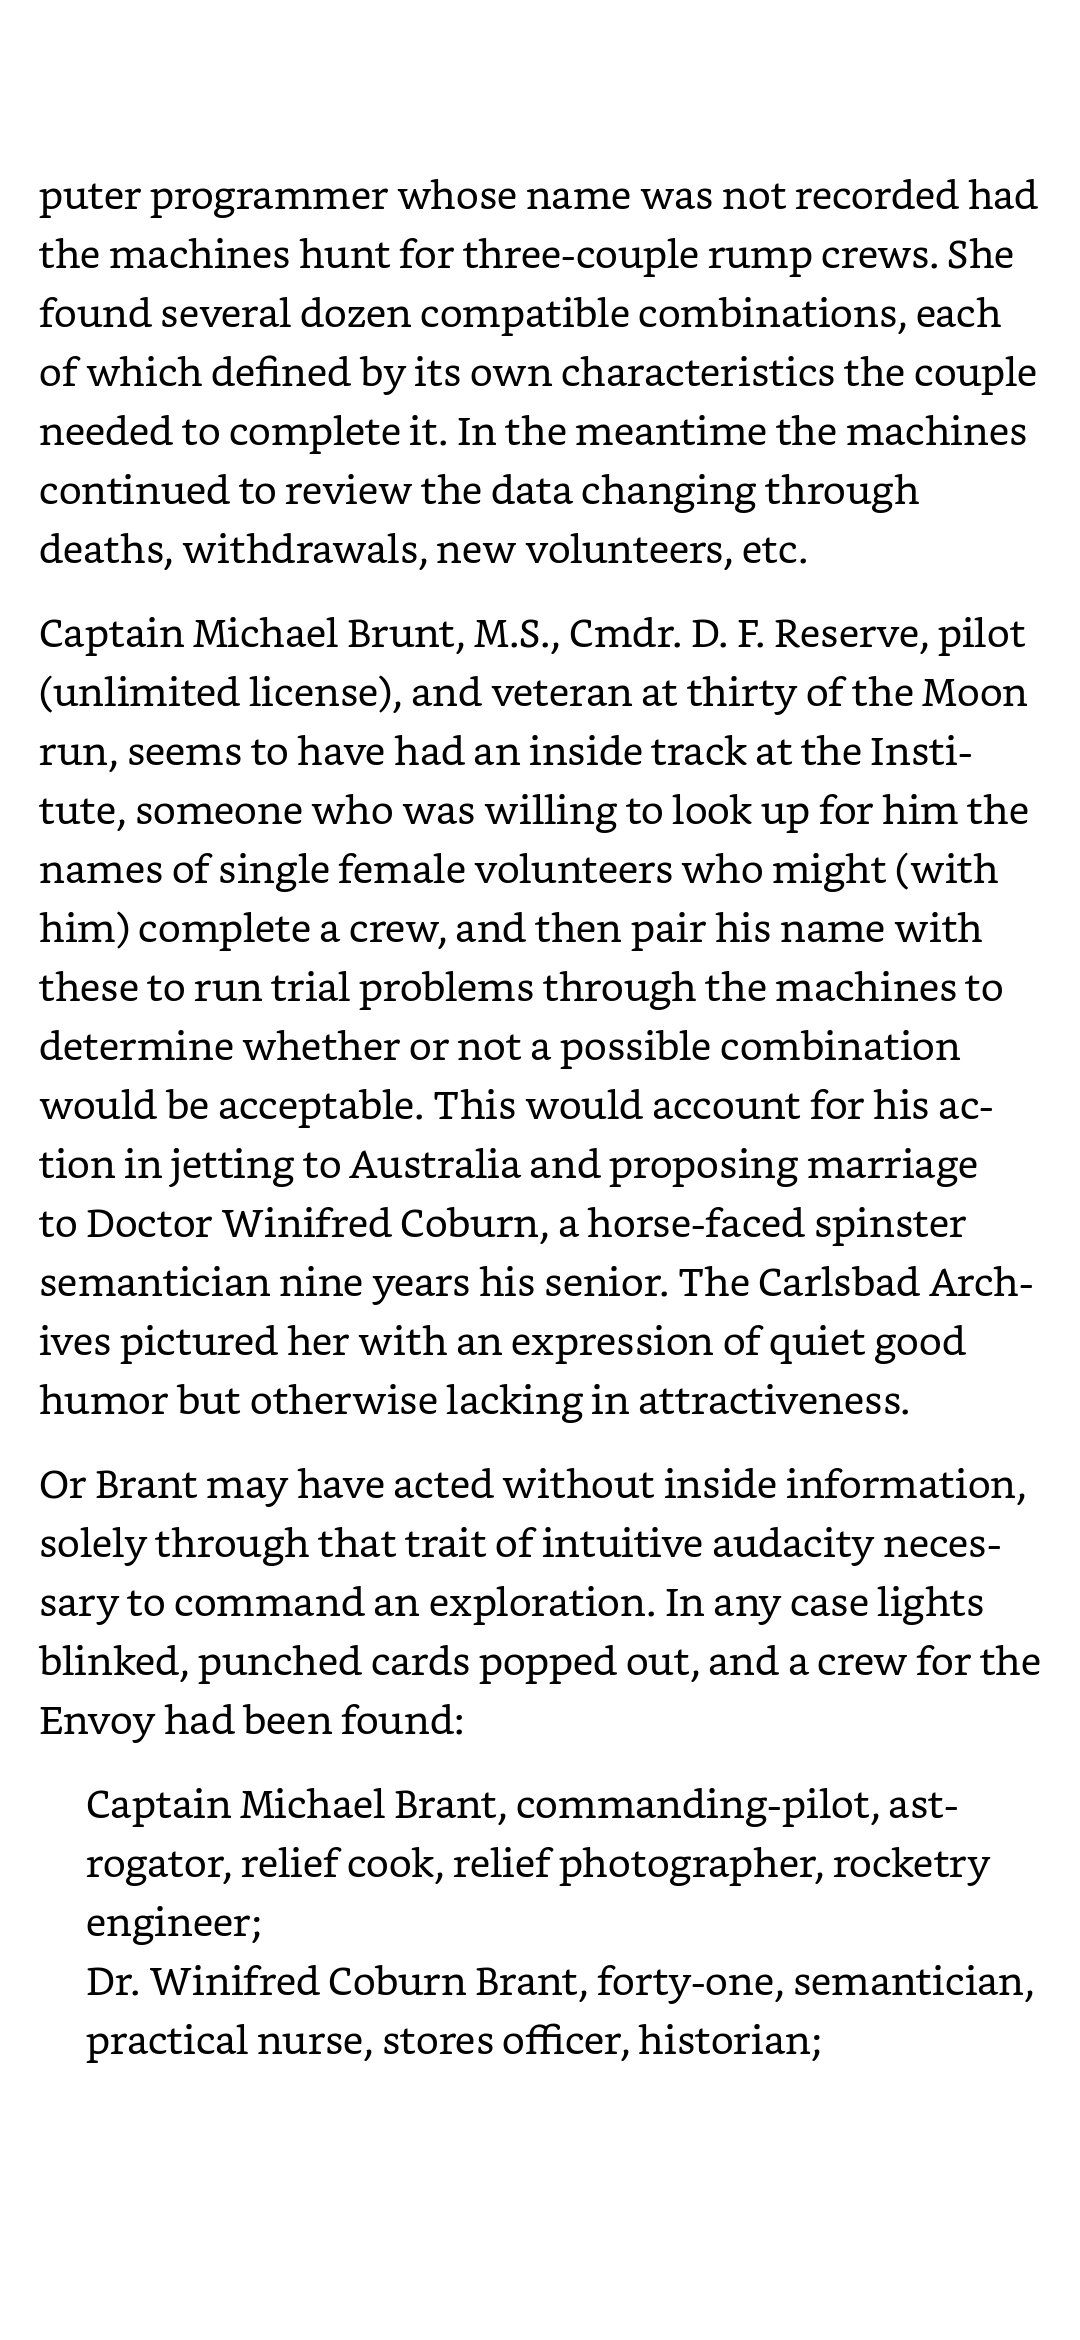 puter programmer whose name was not recorded had
the machines hunt for three-couple rump crews. She
found several dozen compatible combinations, each
of which defined by its own characteristics the couple
needed to complete it. In the meantime the machines
continued to review the data changing through
deaths, withdrawals, new volunteers, etc.
Captain Michael Brunt, M.S., Cmdr. D. F. Reserve, pilot
(unlimited license), and veteran at thirty of the Moon
run, seems to have had an inside track at the Insti-
tute, someone who was willing to look up for him the
names of single female volunteers who might (with
him) complete a crew, and then pair his name with
these to run trial problems through the machines to
determine whether or not a possible combination
would be acceptable. This would account for his ac-
tion in jetting to Australia and proposing marriage
to Doctor Winifred Coburn, a horse-faced spinster
semantician nine years his senior. The Carlsbad Arch-
ives pictured her with an expression of quiet good
humor but otherwise lacking in attractiveness.
Or Brant may have acted without inside information,
solely through that trait of intuitive audacity neces-
sary to command an exploration. In any case lights
blinked, punched cards popped out, and a crew for the
Envoy had been found:
Captain Michael Brant, commanding-pilot, ast-
rogator, relief cook, relief photographer, rocketry
engineer;
Dr. Winifred Coburn Brant, forty-one, semantician,
practical nurse, stores officer, historian;